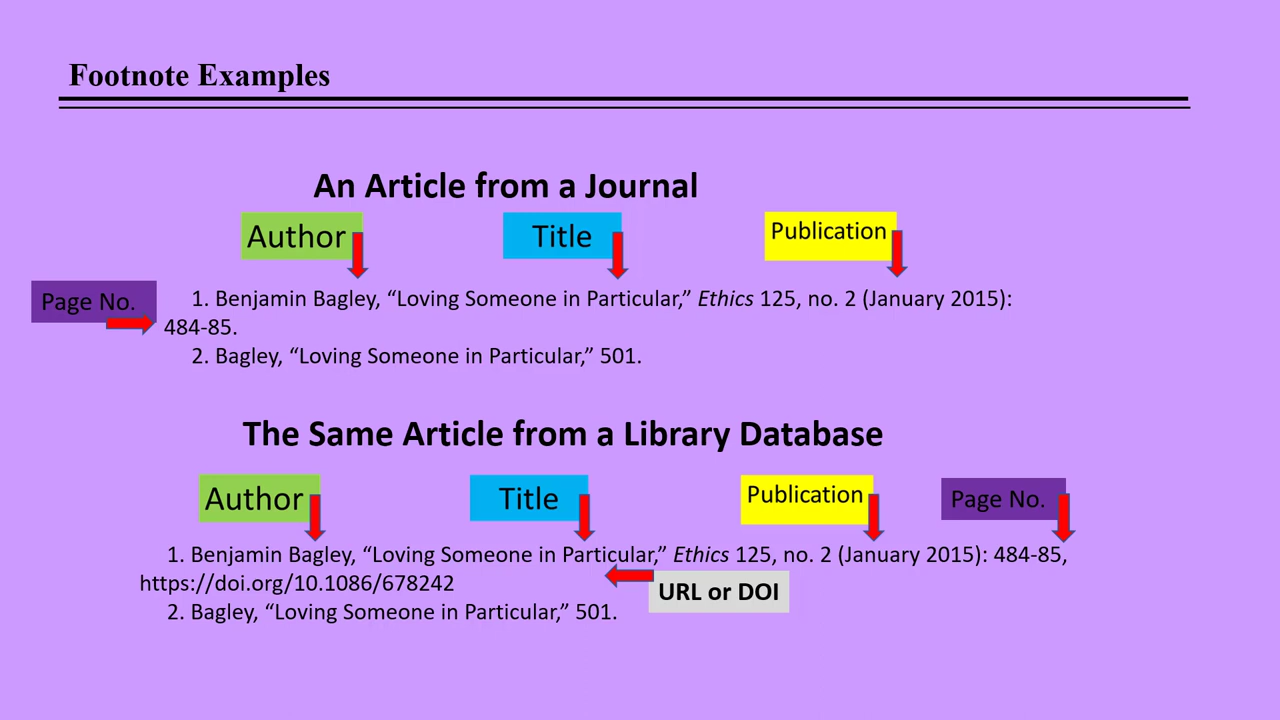 Footnote Examples
An Article from a Journal
Author
Title
Publication
Page No.
1. Benjamin Bagley, “Loving Someone in Particular,” Ethics 125, no. 2 (January 2015):
484-85.
2. Bagley, “Loving Someone in Particular,” 501.
The Same Article from a Library Database
Author
Title
Publication
Page No.
1. Benjamin Bagley, “Loving Someone in Particular,” Ethics 125, no. 2 (January 2015): 484-85,
https://doi.org/10.1086/678242
URL or DOI
2. Bagley, “Loving Someone in Particular,” 501.